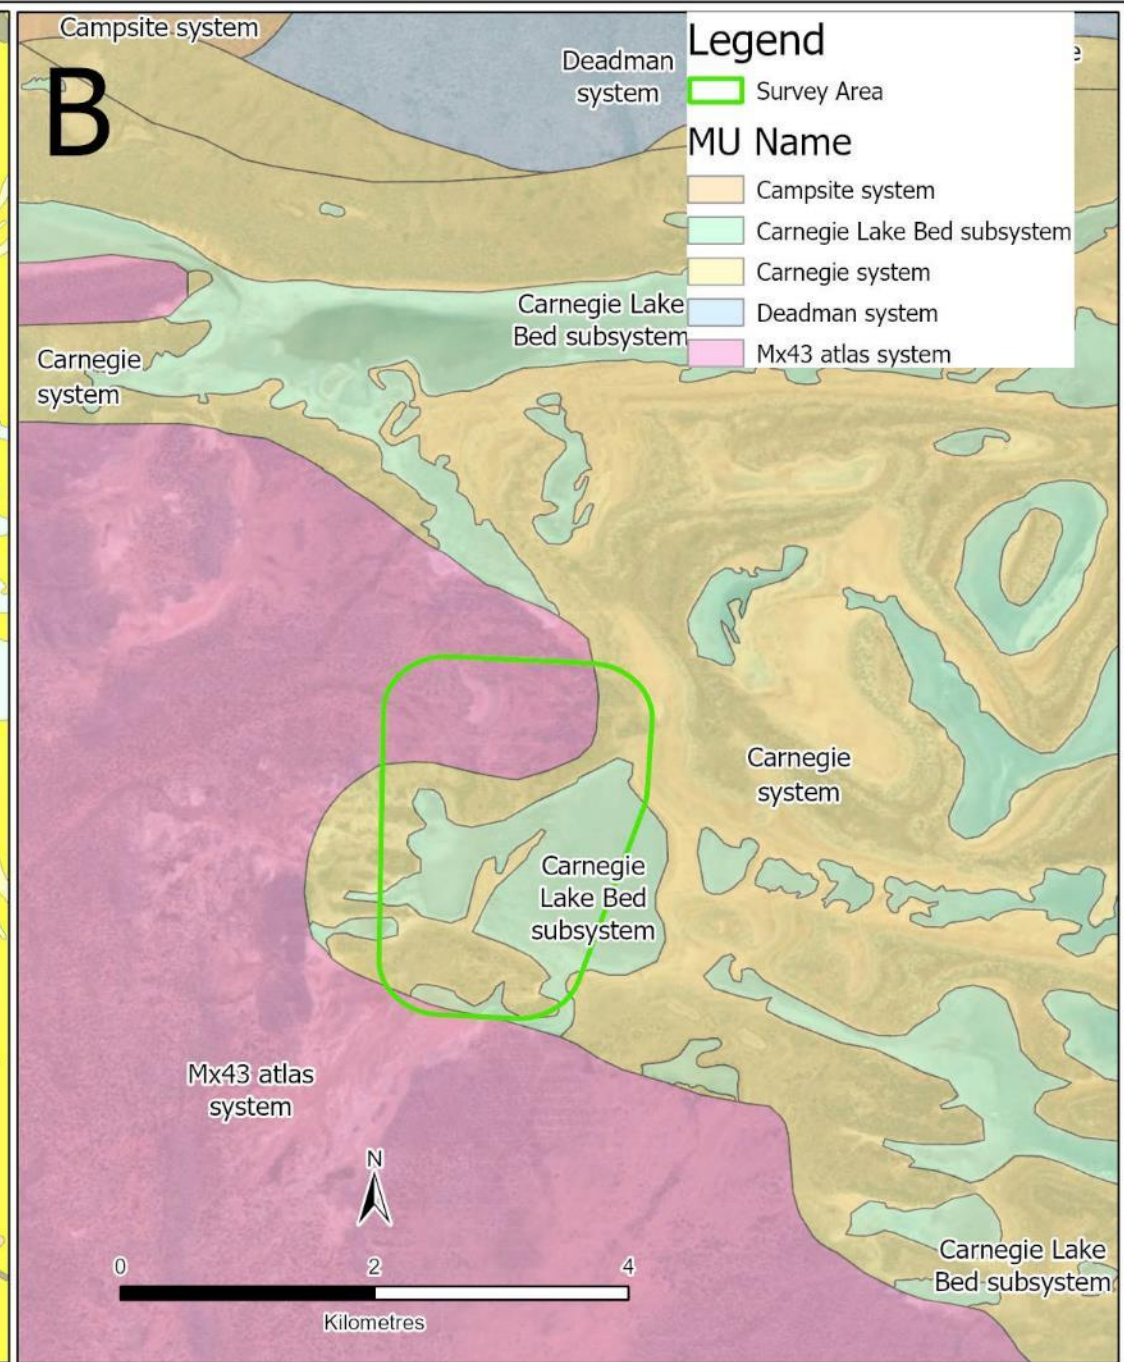 Campsite system
B
Deadman
system
Legend
Survey Area
MU Name
Campsite system
Carnegie Lake Bed subsystem
Carnegie system
Deadman system
Mx43 atlas system
Carnegie Lake
Bed subsystem
Carnegie
system
Carnegie
system
Carnegie
Lake Bed
subsystem
Mx43 atlas
system
N
0 2 4
Kilometres
Carnegie Lake
Bed subsystem